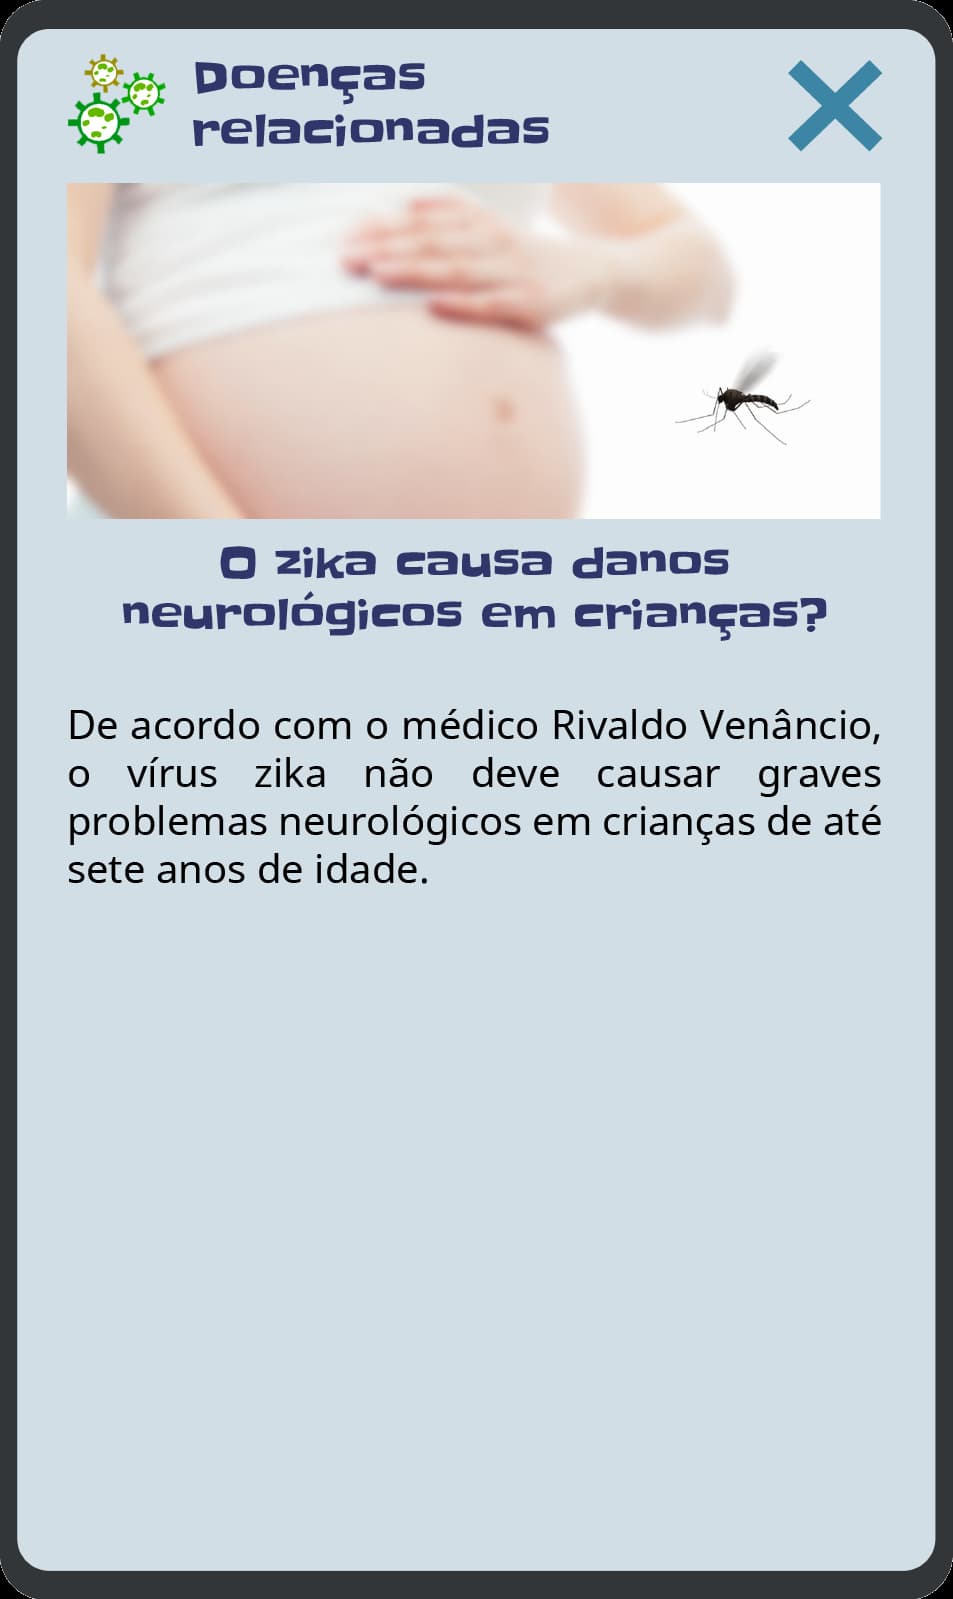 Doenças
relacionadas
O zika causa danos
neurológicos em crianças?
De acordo com o médico Rivaldo Venâncio,
o vírus zika não deve causar graves
problemas neurológicos em crianças de até
sete anos de idade.